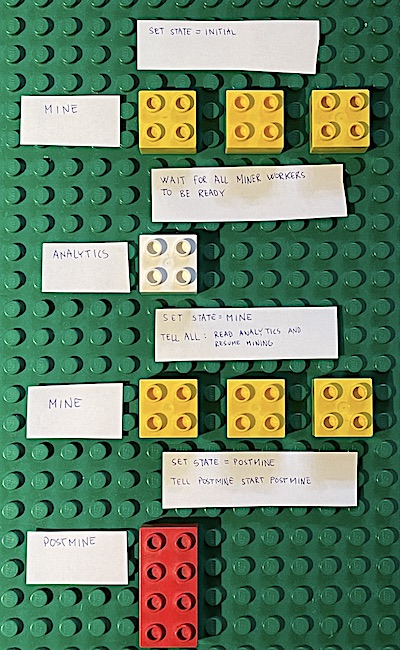 SET STATE = INITIAL
MINE
WAIT FOR ALL MINER WORKERS
TO BE READY
ANALYTICS
SET STATE = MINE
TELL ALL: READ ANALYTICS AND
RESUME MINING
MINE
SET STATE = POSTMINE
TELL POSTMINE START POSTMINE
POSTMINE